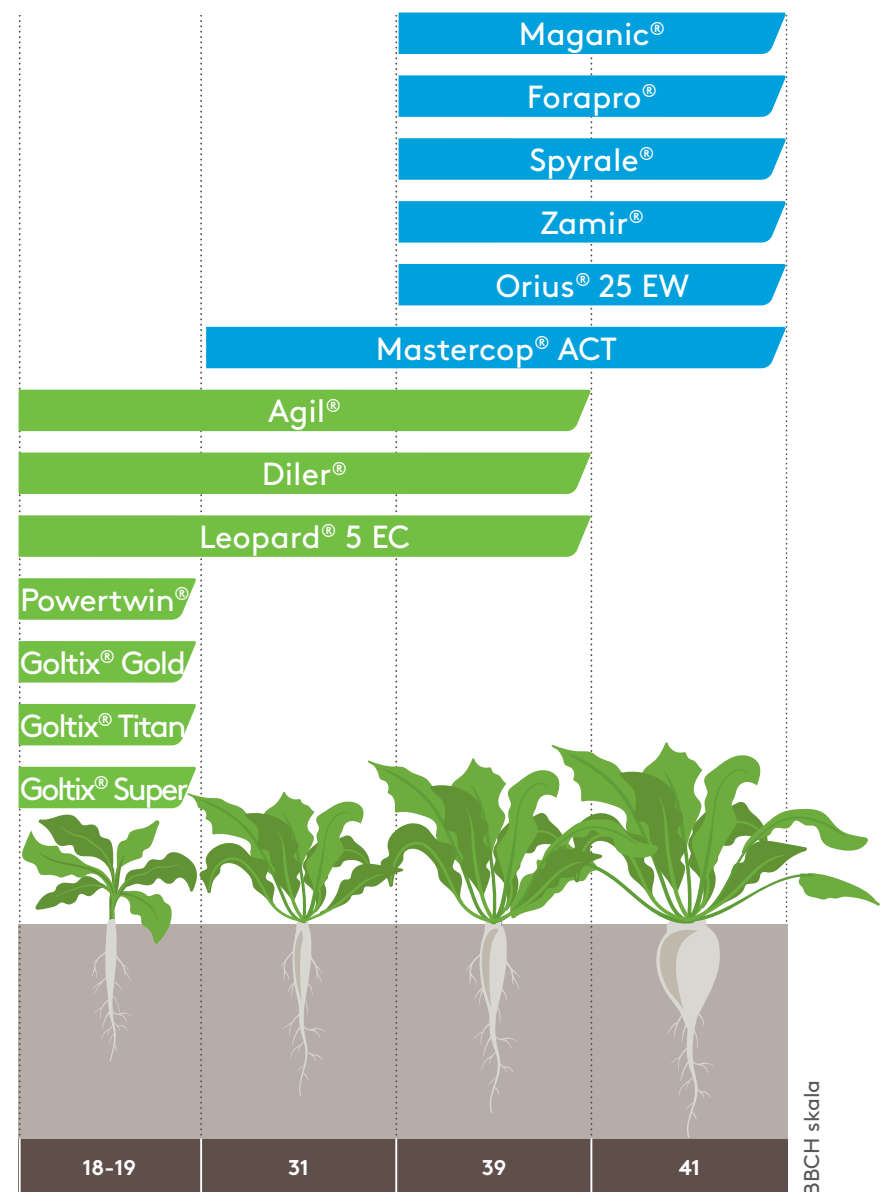 Maganic®
Forapro®
Spyrale®
Zamir®
Orius® 25 EW
Mastercop® ACT
Agil®
Diler®
Leopard® 5 EC
Powertwin®
Goltix® Gold
Goltix® Titan
Goltix® Super
18-19
31
39
41
BBCH skala